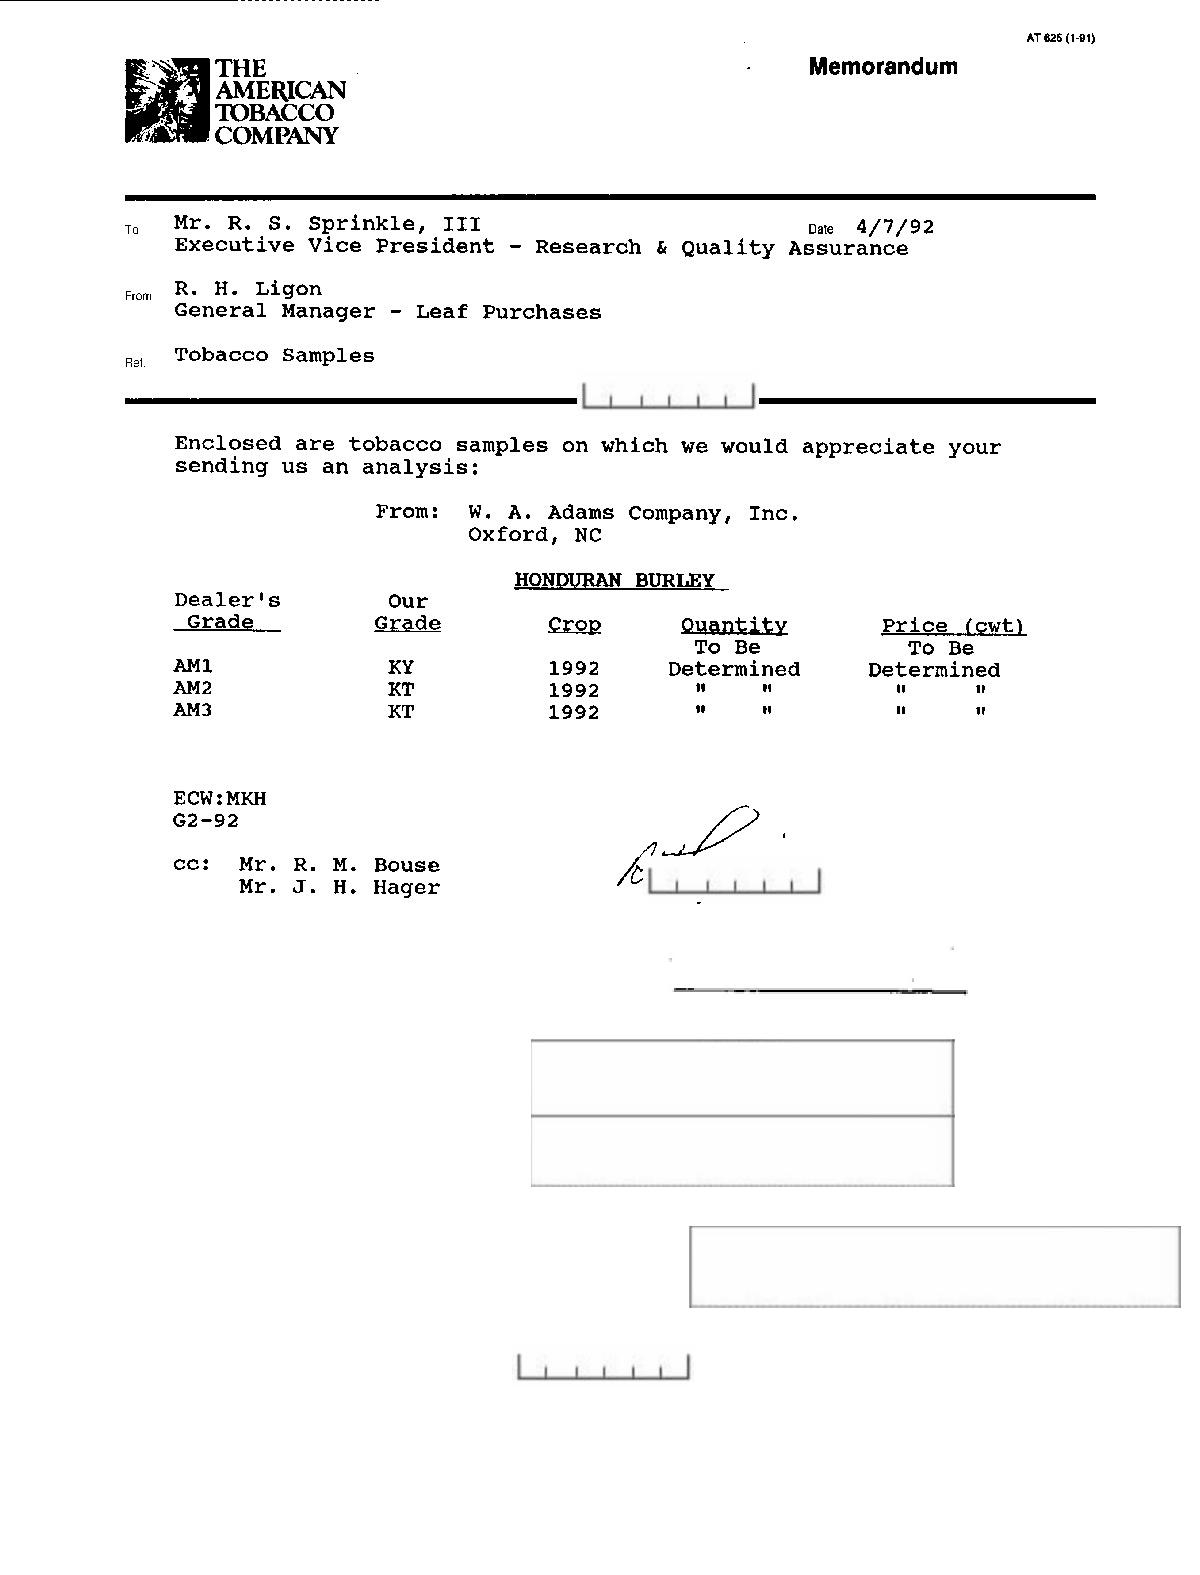 AT 625 (1-91)
THE
AMERICAN
TOBACCO
COMPANY
Memorandum
To Mr. R. S. Sprinkle, III Date 4/7/92
Executive Vice President - Research & Quality Assurance
From R. H. Ligon
General Manager - Leaf Purchases
Ref. Tobacco Samples
Enclosed are tobacco samples on which we would appreciate your
sending us an analysis:
From: W. A. Adams Company, Inc.
Oxford, NC
HONDURAN BURLEY
Dealer's Our
Grade Grade Crop Quantity Price (cwt)
To Be To Be
AM1 KY 1992 Determined Determined
AM2 KT 1992 " " " "
AM3 KT 1992 " " " "
ECW:MKH
G2-92
cc: Mr. R. M. Bouse
Mr. J. H. Hager